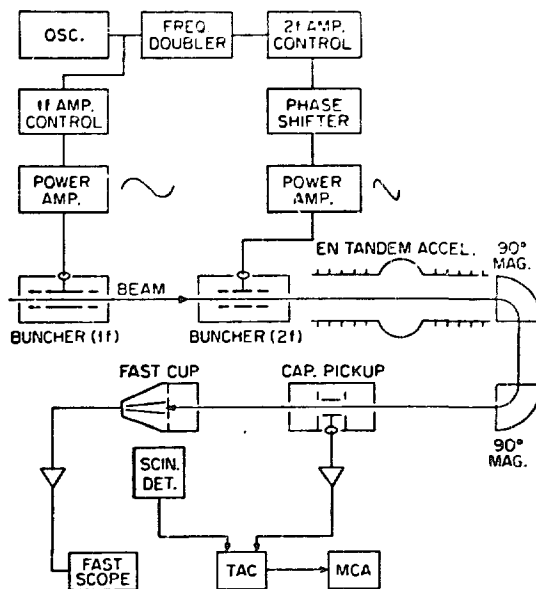 OSC.
FREQ.
DOUBLER
2f AMP.
CONTROL
1f AMP.
CONTROL
PHASE
SHIFTER
POWER
AMP.
POWER
AMP.
EN TANDEM ACCEL.
90°
MAG.
BEAM
BUNCHER (1f)
BUNCHER (2f)
FAST CUP
CAP. PICKUP
90°
MAG.
SCIN.
DET.
FAST
SCOPE
TAC
MCA